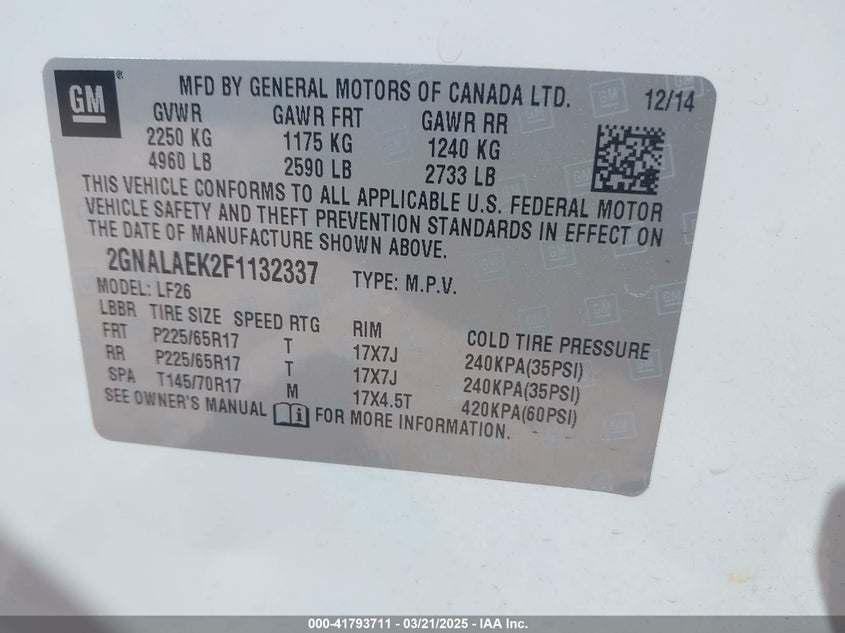 GM
MFD BY GENERAL MOTORS OF CANADA LTD. 12/14
GVWR GAWR FRT GAWR RR
2250 KG 1175 KG 1240 KG
4960 LB 2590 LB 2733 LB
THIS VEHICLE CONFORMS TO ALL APPLICABLE U.S. FEDERAL MOTOR
VEHICLE SAFETY AND THEFT PREVENTION STANDARDS IN EFFECT ON
THE DATE OF MANUFACTURE SHOWN ABOVE.
2GNALAEK2F1132337 TYPE: M.P.V.
MODEL: LF26
LBBR TIRE SIZE SPEED RTG RIM COLD TIRE PRESSURE
FRT P225/65R17 T 17X7J 240KPA(35PSI)
RR P225/65R17 T 17X7J 240KPA(35PSI)
SPA T145/70R17 M 17X4.5T 420KPA(60PSI)
SEE OWNER'S MANUAL i FOR MORE INFORMATION.
000-41793711 - 03/21/2025 - IAA Inc.